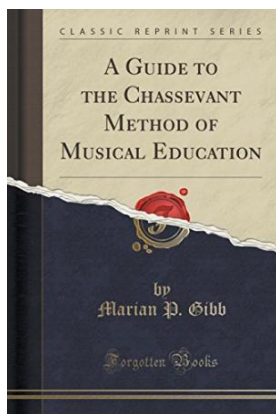 CLASSIC REPRINT SERIES
A GUIDE TO
THE CHASSEVANT
METHOD OF
MUSICAL EDUCATION
by
Marian P. Gibb
Forgotten Books